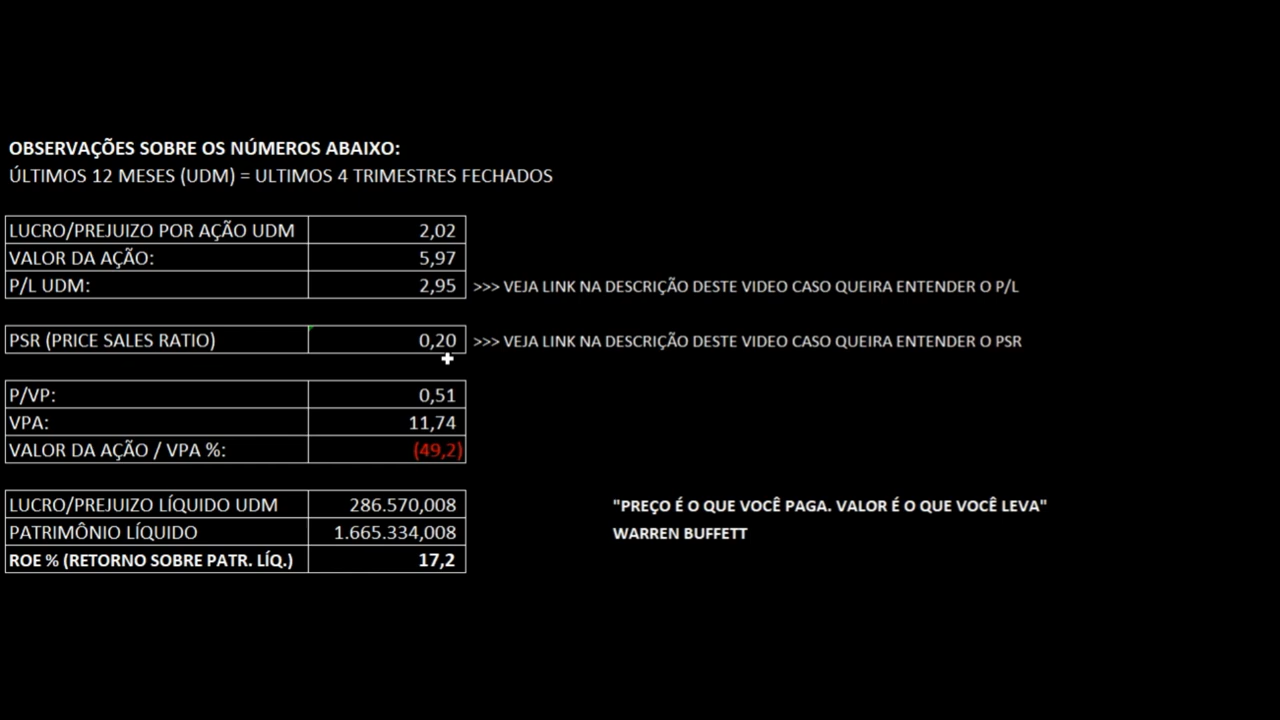 OBSERVAÇÕES SOBRE OS NÚMEROS ABAIXO:
ÚLTIMOS 12 MESES (UDM) = ULTIMOS 4 TRIMESTRES FECHADOS
LUCRO/PREJUIZO POR AÇÃO UDM 2,02
VALOR DA AÇÃO: 5,97
P/L UDM: 2,95 >>> VEJA LINK NA DESCRIÇÃO DESTE VIDEO CASO QUEIRA ENTENDER O P/L
PSR (PRICE SALES RATIO) 0,20 >>> VEJA LINK NA DESCRIÇÃO DESTE VIDEO CASO QUEIRA ENTENDER O PSR
P/VP: 0,51
VPA: 11,74
VALOR DA AÇÃO / VPA %: (49,2)
LUCRO/PREJUIZO LÍQUIDO UDM 286.570,008 "PREÇO É O QUE VOCÊ PAGA. VALOR É O QUE VOCÊ LEVA"
PATRIMÔNIO LÍQUIDO 1.665.334,008 WARREN BUFFETT
ROE % (RETORNO SOBRE PATR. LÍQ.) 17,2